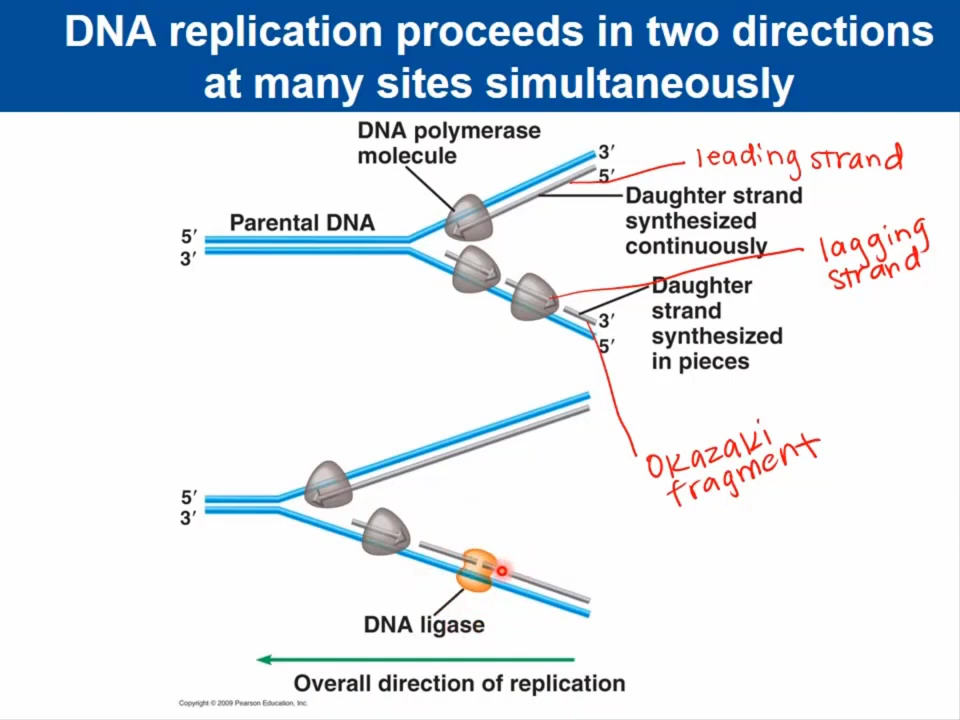 DNA replication proceeds in two directions
at many sites simultaneously
DNA polymerase
molecule
3′
5′
leading strand
Daughter strand
synthesized
continuously
Parental DNA
5′
3′
lagging
strand
Daughter
strand
synthesized
in pieces
3′
5′
Okazaki
fragment
5′
3′
DNA ligase
Overall direction of replication
Copyright © 2009 Pearson Education, Inc.